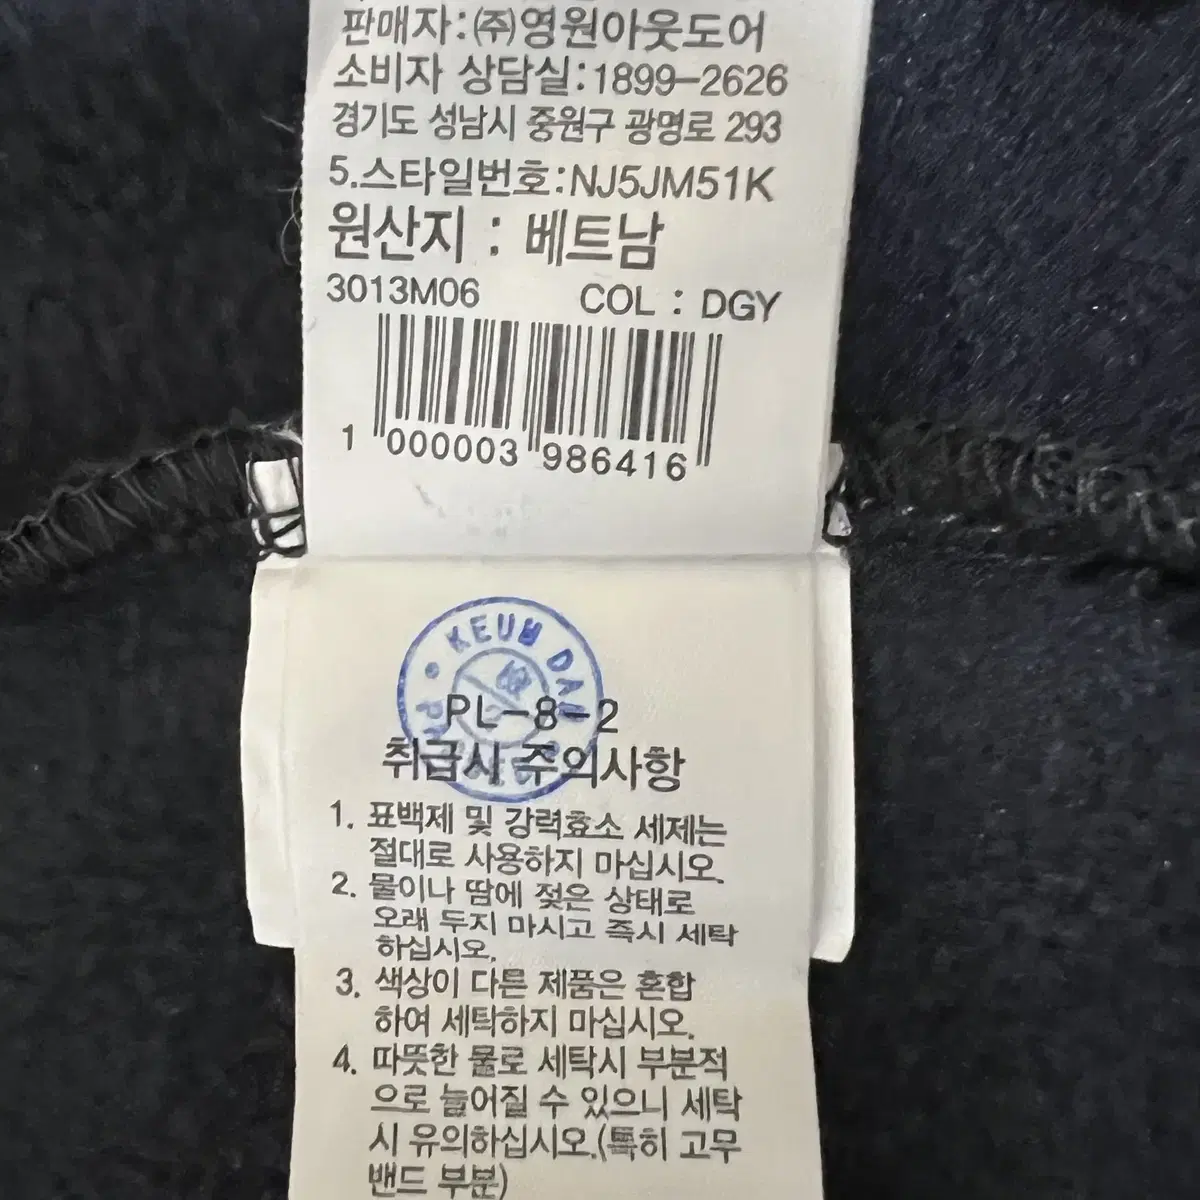 판매자:㈜영원아웃도어
소비자 상담실:1899-2626
경기도 성남시 중원구 광명로 293
5.스타일번호:NJ5JM51K
원산지 : 베트남
3013M06 COL : DGY
1 000003 986416
KEUM
PL-8-2
취급시 주의사항
1. 표백제 및 강력효소 세제는
절대로 사용하지 마십시오.
2. 물이나 땀에 젖은 상태로
오래 두지 마시고 즉시 세탁
하십시오.
3. 색상이 다른 제품은 혼합
하여 세탁하지 마십시오.
4. 따뜻한 물로 세탁시 부분적
으로 늘어질 수 있으니 세탁
시 유의하십시오.(특히 고무
밴드 부분)